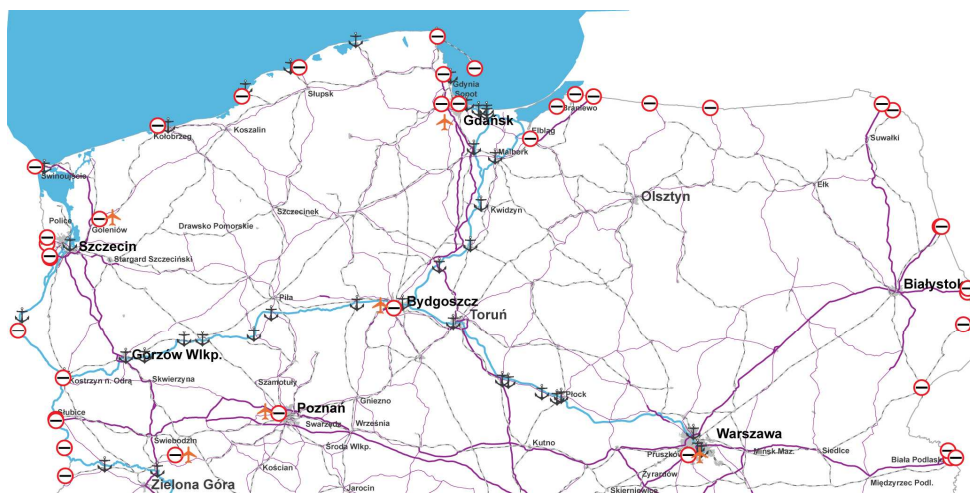 Gdynia
Sopot
Słupsk
Gdańsk
Braniewo
Koszalin
Kołobrzeg
Elbląg
Suwałki
Malbork
Świnoujście
Ełk
Olsztyn
Szczecinek
Kwidzyn
Police
Goleniów
Drawsko Pomorskie
Szczecin
Stargard Szczeciński
Białystok
Piła
Bydgoszcz
Toruń
Gorzów Wlkp.
Kostrzyn n. Odrą
Skwierzyna
Szamotuły
Gniezno
Płock
Poznań
Słubice
Swarzędz
Września
Warszawa
Świebodzin
Środa Wlkp.
Kutno
Pruszków
Mińsk Maz.
Siedlce
Biała Podlaska
Kościan
Żyrardów
Zielona Góra
Jarocin
Skierniewice
Międzyrzec Podl.